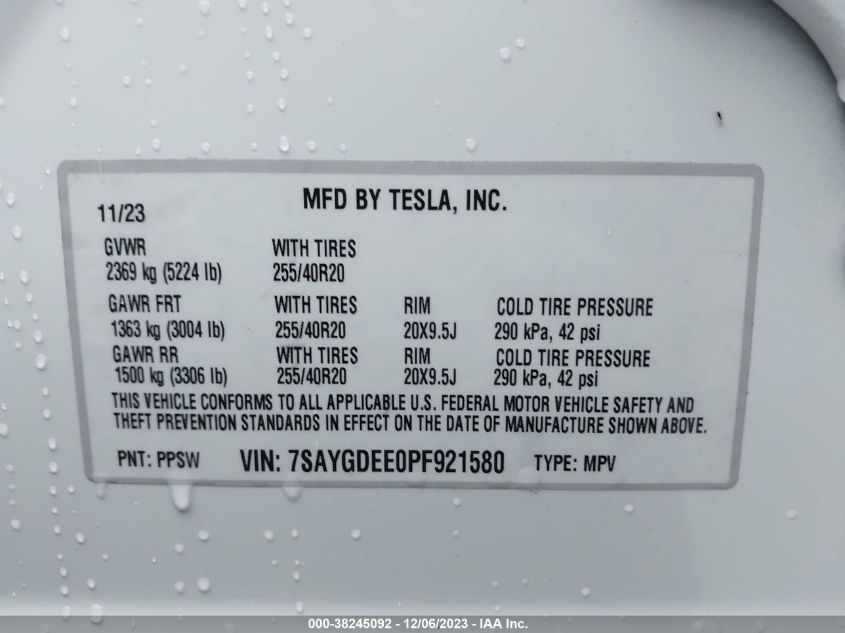 MFD BY TESLA, INC.
11/23
GVWR WITH TIRES
2369 kg (5224 lb) 255/40R20
GAWR FRT WITH TIRES RIM COLD TIRE PRESSURE
1363 kg (3004 lb) 255/40R20 20X9.5J 290 kPa, 42 psi
GAWR RR WITH TIRES RIM COLD TIRE PRESSURE
1500 kg (3306 lb) 255/40R20 20X9.5J 290 kPa, 42 psi
THIS VEHICLE CONFORMS TO ALL APPLICABLE U.S. FEDERAL MOTOR VEHICLE SAFETY AND
THEFT PREVENTION STANDARDS IN EFFECT ON THE DATE OF MANUFACTURE SHOWN ABOVE.
PNT: PPSW VIN: 7SAYGDEE0PF921580 TYPE: MPV
000-38245092 - 12/06/2023 - IAA Inc.